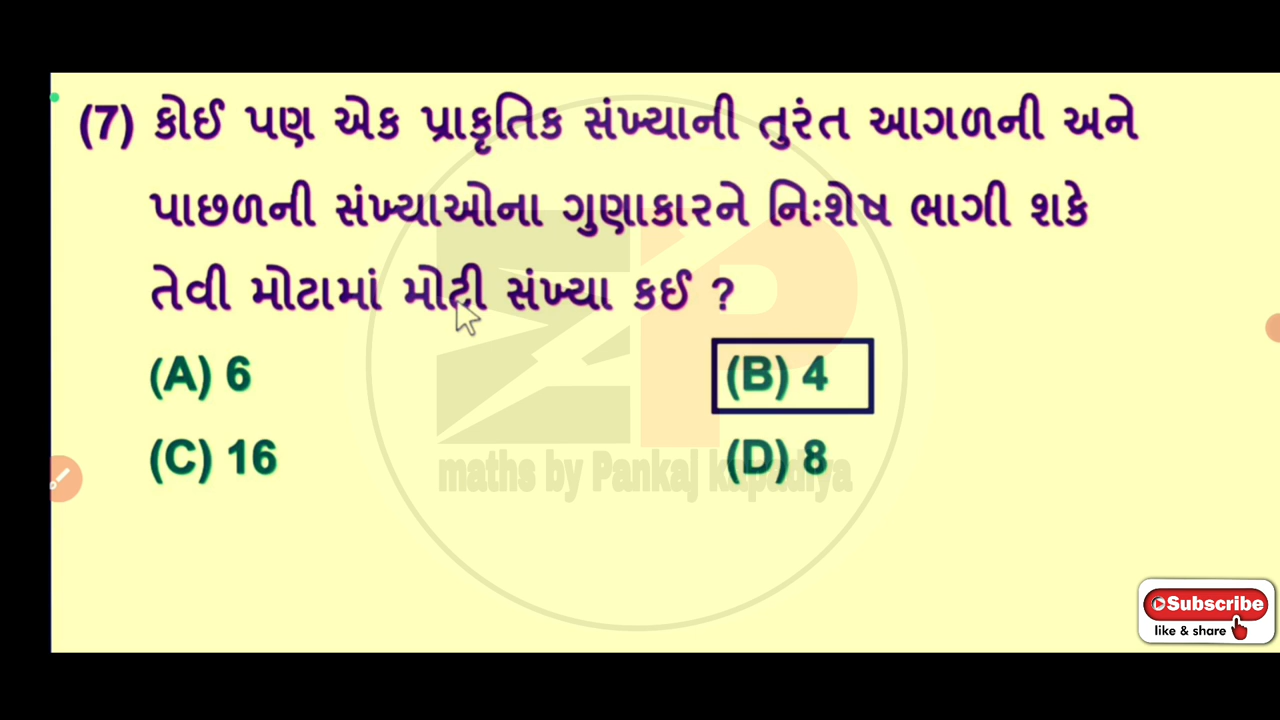 (7) કોઈ પણ એક પ્રાકૃતિક સંખ્યાની તુરંત આગળની અને
પાછળની સંખ્યાઓના ગુણાકારને નિઃશેષ ભાગી શકે
તેવી મોટામાં મોટી સંખ્યા કઈ ?
(A) 6 (B) 4
(C) 16 (D) 8
maths by Pankaj kapadiya
Subscribe
like & share